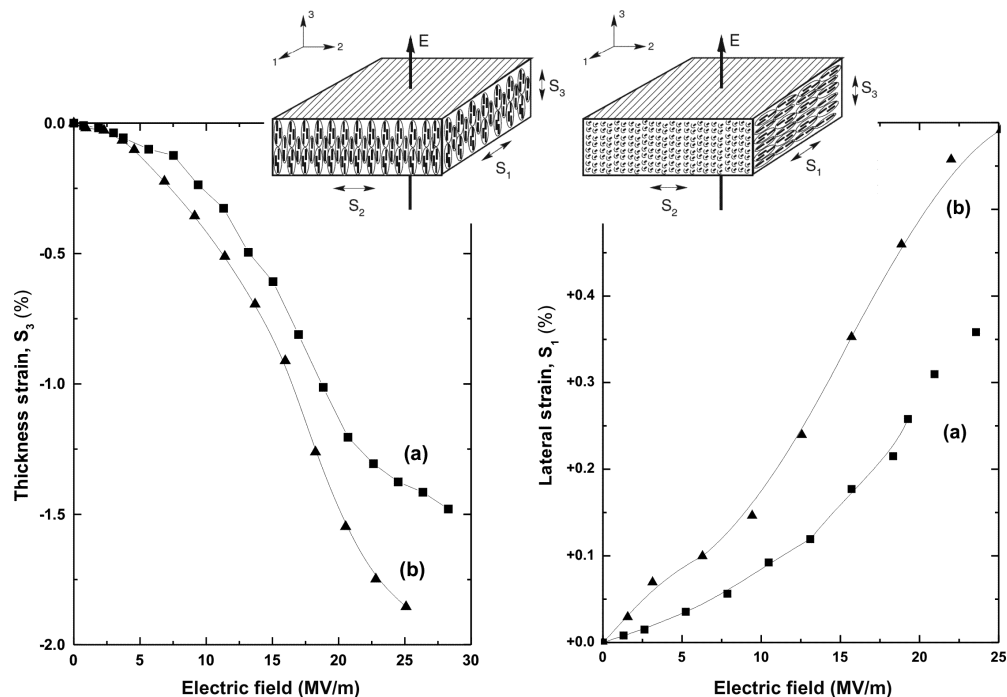 3
2
1
E
S3
S1
S2
3
2
1
E
S3
S1
S2
0.0
-0.5
-1.0
-1.5
-2.0
Thickness strain, S3 (%)
(a)
(b)
0 5 10 15 20 25 30
Electric field (MV/m)
+0.4
+0.3
+0.2
+0.1
+0.0
Lateral strain, S1 (%)
(b)
(a)
0 5 10 15 20 25
Electric field (MV/m)